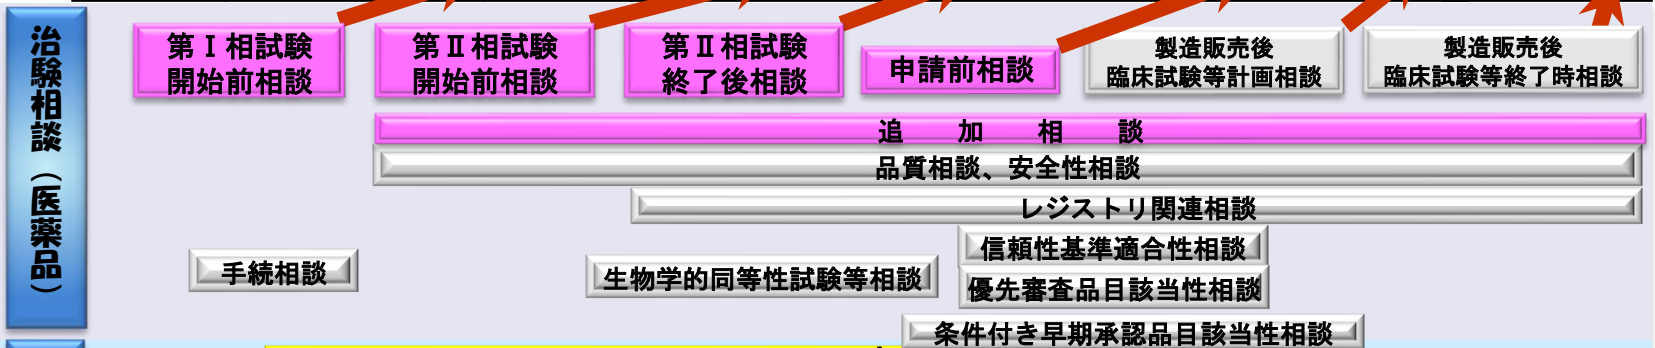 治験相談（医薬品）
第Ⅰ相試験
開始前相談
第Ⅱ相試験
開始前相談
第Ⅱ相試験
終了後相談
申請前相談
製造販売後
臨床試験等計画相談
製造販売後
臨床試験等終了時相談
追加相談
品質相談、安全性相談
レジストリ関連相談
信頼性基準適合性相談
手続相談
生物学的同等性試験等相談
優先審査品目該当性相談
条件付き早期承認品目該当性相談